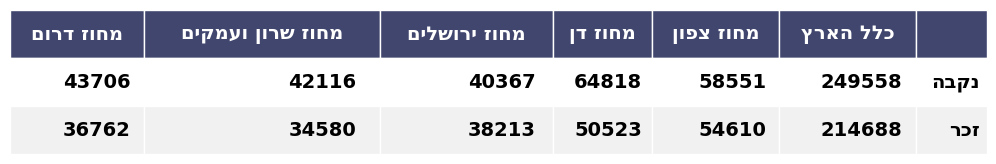 כלל הארץ מחוז צפון מחוז דן מחוז ירושלים מחוז שרון ועמקים מחוז דרום
נקבה 249558 58551 64818 40367 42116 43706
זכר 214688 54610 50523 38213 34580 36762